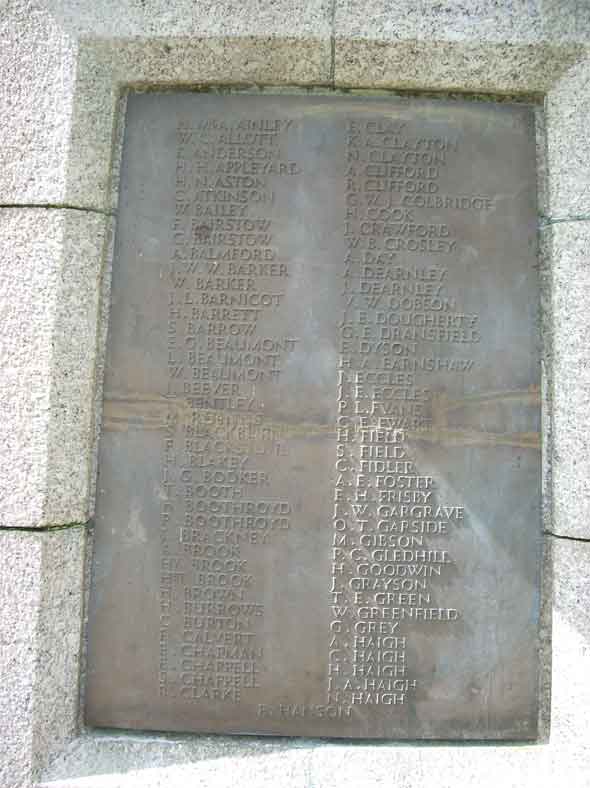 AINLEY
W. C. ALLOTT
E. ANDERSON
H. H. APPLEYARD
H. N. ASTON
C. ATKINSON
W. BAILEY
F. BAIRSTOW
G. BAIRSTOW
A. BALMFORD
J. W. W. BARKER
W. BARKER
J. L. BARNICOT
H. BARRETT
S. BARROW
E. G. BEAUMONT
L. BEAUMONT
W. BEAUMONT
BEEVER
BENTLEY
BLACKBURN
BLACKBURN
H. BLAKEY
J. G. BOOKER
T. BOOTH
BOOTHROYD
BOOTHROYD
BRACKNEY
BROOK
BROOK
BROOK
H. BROWN
H. BURROWS
C. BURTON
F. CALVERT
E. CHAPMAN
E. CHAPPELL
S. CHAPPELL
R. CLARKE
E. CLAY
K. A. CLAYTON
N. CLAYTON
A. CLIFFORD
R. CLIFFORD
G. W. J. COLBRIDGE
H. COOK
J. CRAWFORD
W. B. CROSLEY
A. DAY
A. DEARNLEY
J. DEARNLEY
V. W. DOBSON
J. E. DOUGHERTY
G. E. DRANSFIELD
E. DYSON
H. A. EARNSHAW
J. ECCLES
J. E. ECCLES
P. L. EVANS
G. EWART
H. FIELD
S. FIELD
C. FIDLER
A. E. FOSTER
E. H. FRISBY
J. W. GARGRAVE
O. T. GARSIDE
M. GIBSON
P. C. GLEDHILL
H. GOODWIN
J. GRAYSON
T. E. GREEN
W. GREENFIELD
G. GREY
A. HAIGH
C. HAIGH
H. HAIGH
J. A. HAIGH
N. HAIGH
F. HANSON